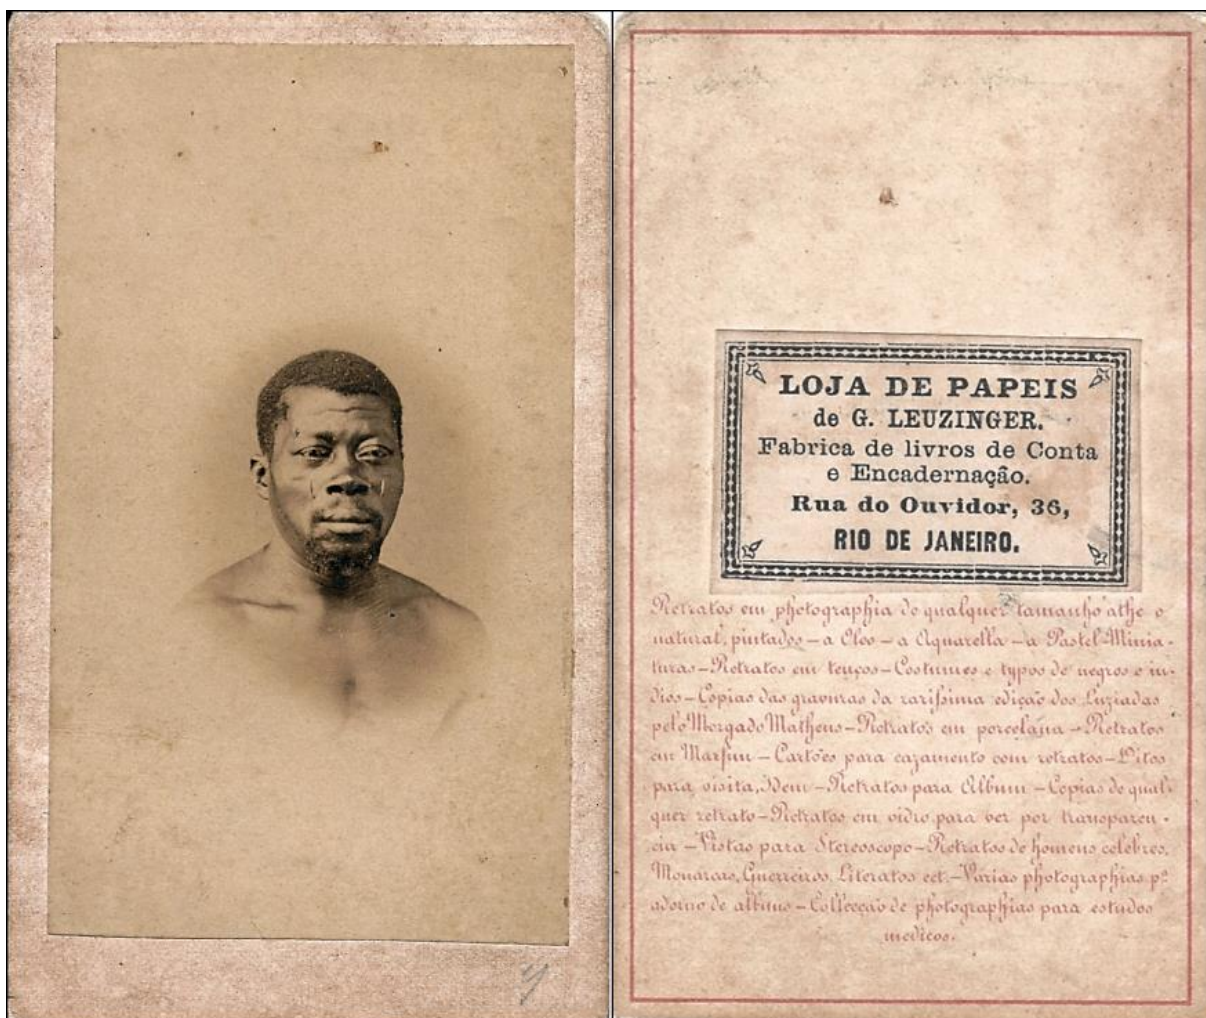 LOJA DE PAPEIS
de G. LEUZINGER.
Fabrica de livros de Conta
e Encadernação.
Rua do Ouvidor, 36,
RIO DE JANEIRO.
Retratos em photographia de qualquer tamanho athe o
natural, pintados – a Oleo – a Aquarella – a Pastel Minia-
turas – Retratos em lenços – Costumes e typos de negros e in-
dios – Copias das gravuras da rarissima edição dos Luziadas
pelo Morgado Matheus – Retratos em porcelana – Retratos
em Marfim – Cartões para cazamento com retratos – Ditos
para visita, Idem – Retratos para Album – Copias de qual-
quer retrato – Retratos em vidro para ver por transparen-
cia – Vistas para Stereoscopo – Retratos de homens celebres,
Monarcas, Guerreiros, Literatos ect. – Varias photographias pª
adorno de albuns – Collecção de photographias para estudos
medicos.